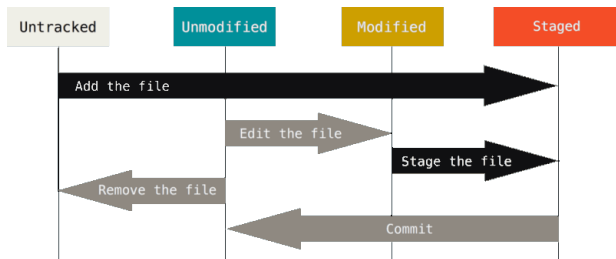 Untracked
Unmodified
Modified
Staged
Add the file
Edit the file
Stage the file
Remove the file
Commit